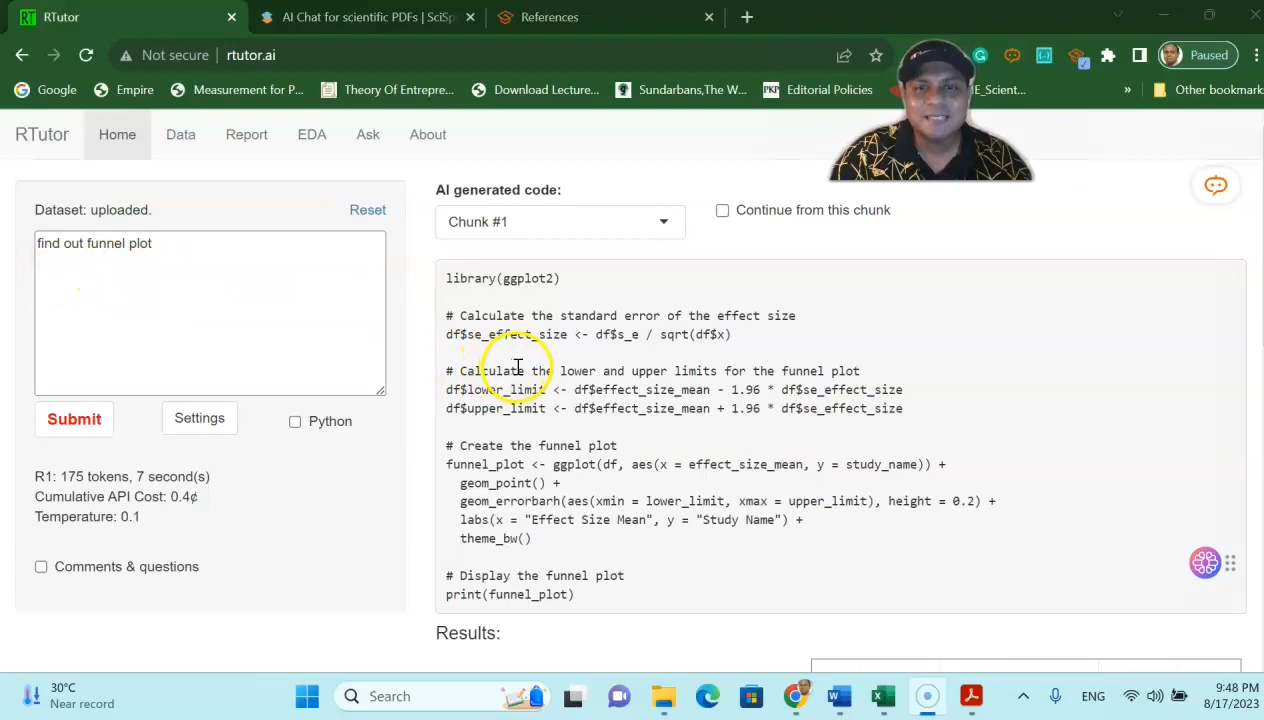 RTutor
AI Chat for scientific PDFs | SciSp
References
Not secure
rtutor.ai
Paused
Google
Empire
Measurement for P...
Theory Of Entrepre...
Download Lecture...
Sundarbans,The W...
PKP
Editorial Policies
E_Scient...
»
Other bookmark
RTutor
Home
Data
Report
EDA
Ask
About
Dataset: uploaded.
Reset
find out funnel plot
Submit
Settings
Python
R1: 175 tokens, 7 second(s)
Cumulative API Cost: 0.4¢
Temperature: 0.1
Comments & questions
AI generated code:
Chunk #1
Continue from this chunk
library(ggplot2)
# Calculate the standard error of the effect size
df$se_effect_size <- df$s_e / sqrt(df$x)
# Calculate the lower and upper limits for the funnel plot
df$lower_limit <- df$effect_size_mean - 1.96 * df$se_effect_size
df$upper_limit <- df$effect_size_mean + 1.96 * df$se_effect_size
# Create the funnel plot
funnel_plot <- ggplot(df, aes(x = effect_size_mean, y = study_name)) +
geom_point() +
geom_errorbarh(aes(xmin = lower_limit, xmax = upper_limit), height = 0.2) +
labs(x = "Effect Size Mean", y = "Study Name") +
theme_bw()
# Display the funnel plot
print(funnel_plot)
Results:
30°C
Near record
Search
ENG
9:48 PM
8/17/2023